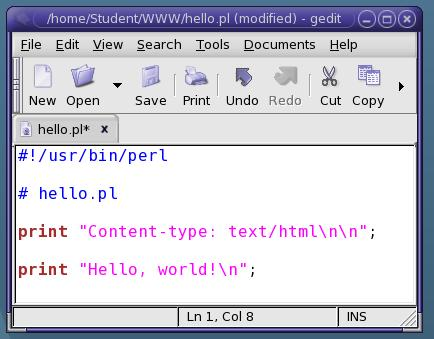 /home/Student/WWW/hello.pl (modified) - gedit
File Edit View Search Tools Documents Help
New Open Save Print Undo Redo Cut Copy
hello.pl* x
#!/usr/bin/perl
# hello.pl
print "Content-type: text/html\n\n";
print "Hello, world!\n";
Ln 1, Col 8 INS